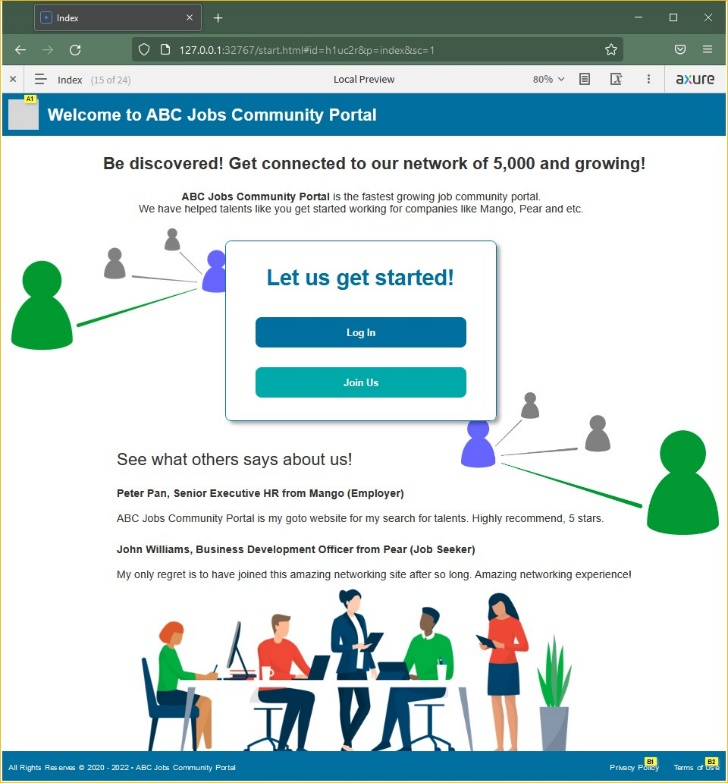 Index
127.0.0.1:32767/start.html#id=h1uc2r&p=index&sc=1
Index (15 of 24)
Local Preview
80%
axure
A1
Welcome to ABC Jobs Community Portal
Be discovered! Get connected to our network of 5,000 and growing!
ABC Jobs Community Portal is the fastest growing job community portal.
We have helped talents like you get started working for companies like Mango, Pear and etc.
Let us get started!
Log In
Join Us
See what others says about us!
Peter Pan, Senior Executive HR from Mango (Employer)
ABC Jobs Community Portal is my goto website for my search for talents. Highly recommend, 5 stars.
John Williams, Business Development Officer from Pear (Job Seeker)
My only regret is to have joined this amazing networking site after so long. Amazing networking experience!
B1
B2
All Rights Reserves © 2020 - 2022 • ABC Jobs Community Portal
Privacy Policy
Terms of Use